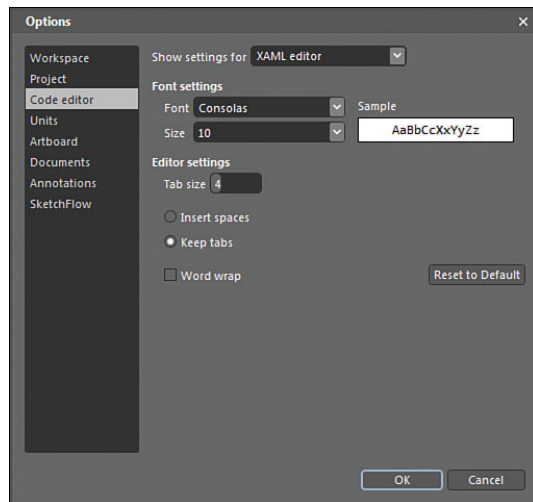 Options
Workspace
Project
Code editor
Units
Artboard
Documents
Annotations
SketchFlow
Show settings for XAML editor
Font settings
Font Consolas
Sample
Size 10
AaBbCcXxYyZz
Editor settings
Tab size 4
Insert spaces
Keep tabs
Word wrap
Reset to Default
OK
Cancel